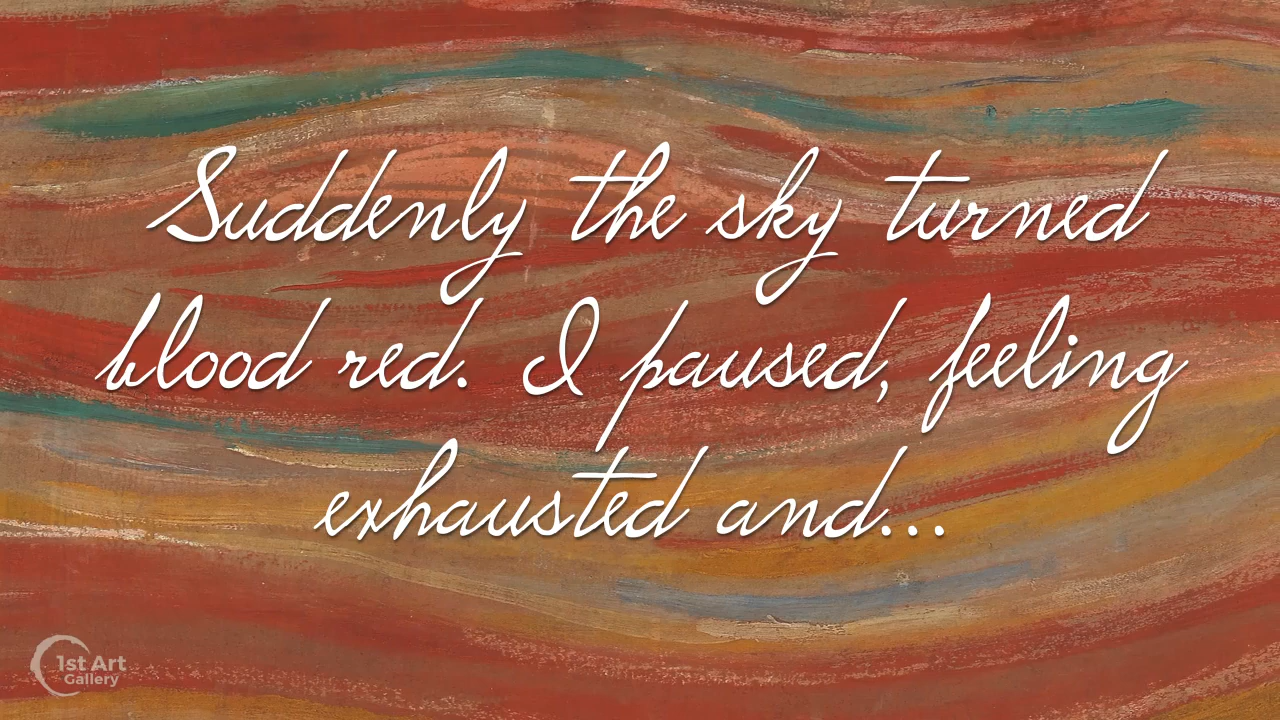 Suddenly the sky turned
blood red. I paused, feeling
exhausted and...
1st Art
Gallery